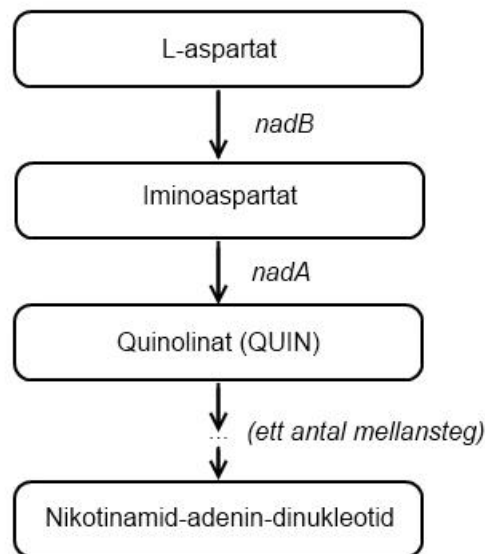 L-aspartat
nadB
Iminoaspartat
nadA
Quinolinat (QUIN)
... (ett antal mellansteg)
Nikotinamid-adenin-dinukleotid